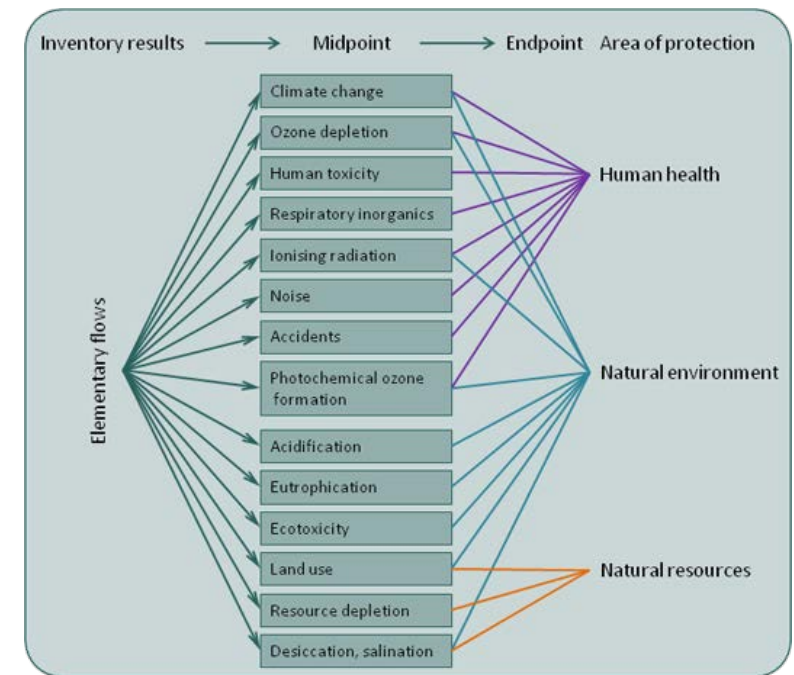 Inventory results
Midpoint
Endpoint
Area of protection
Climate change
Ozone depletion
Human toxicity
Respiratory inorganics
Ionising radiation
Noise
Accidents
Photochemical ozone
formation
Acidification
Eutrophication
Ecotoxicity
Land use
Resource depletion
Desiccation, salination
Elementary flows
Human health
Natural environment
Natural resources